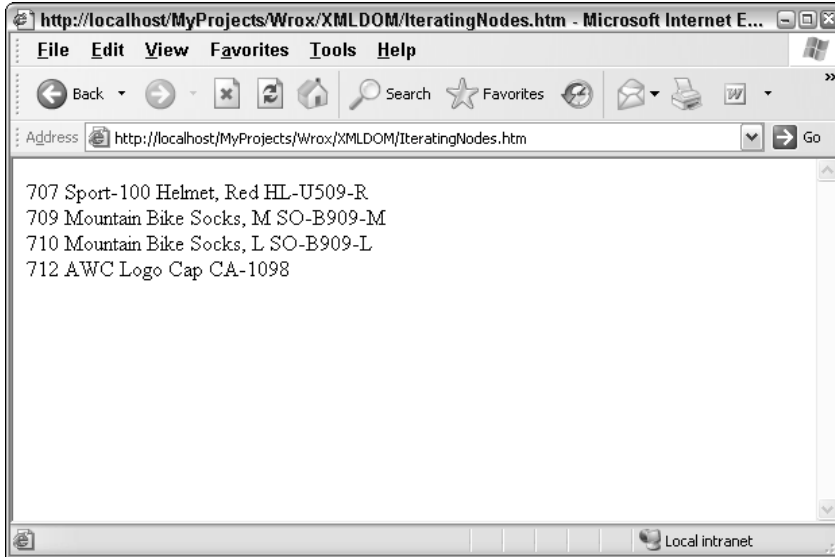 http://localhost/MyProjects/Wrox/XMLDOM/IteratingNodes.htm - Microsoft Internet E...
File Edit View Favorites Tools Help
Back Search Favorites W »
Address http://localhost/MyProjects/Wrox/XMLDOM/IteratingNodes.htm Go
707 Sport-100 Helmet, Red HL-U509-R
709 Mountain Bike Socks, M SO-B909-M
710 Mountain Bike Socks, L SO-B909-L
712 AWC Logo Cap CA-1098
Local intranet